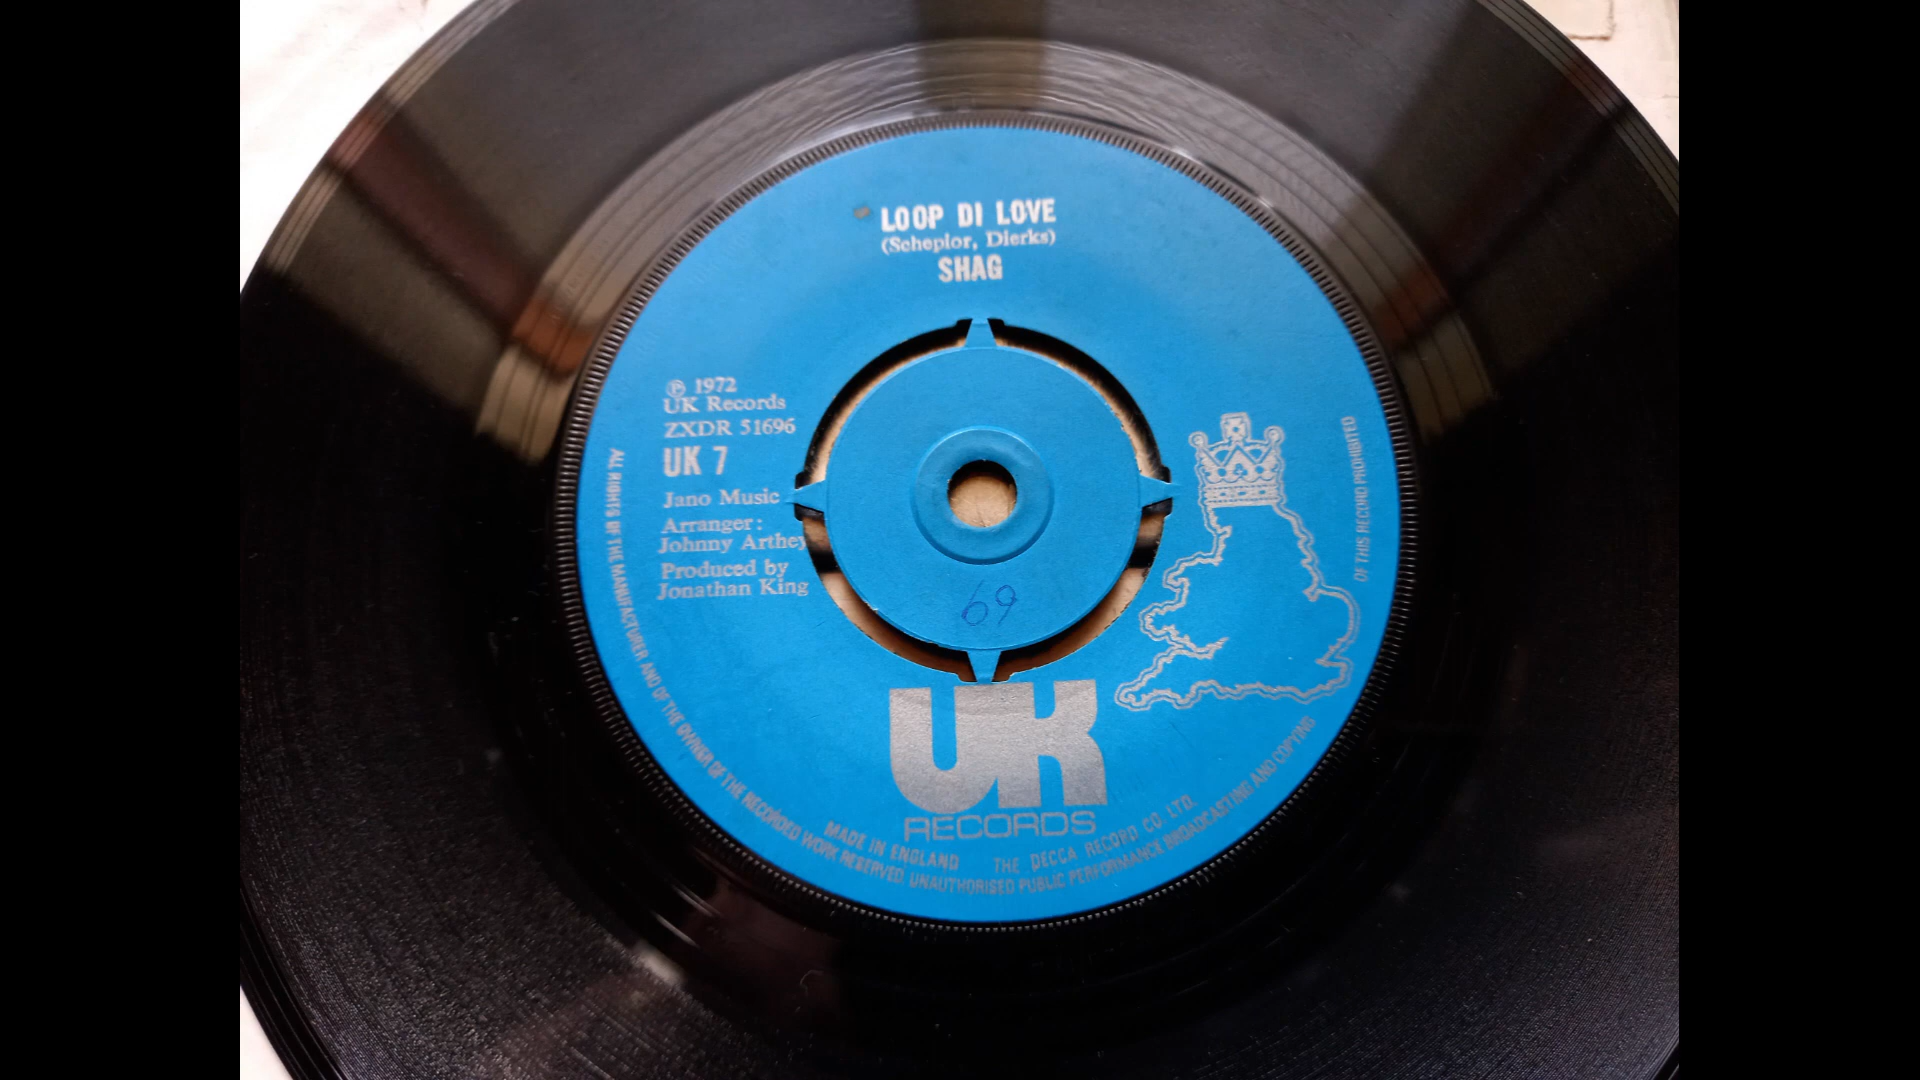 LOOP DI LOVE
(Schepior, Dierks)
SHAG
℗ 1972
UK Records
ZXDR 51696
UK 7
Jano Music
Arranger:
Johnny Arthey
Produced by
Jonathan King
69
UK
RECORDS
MADE IN ENGLAND THE DECCA RECORD CO LTD.
ALL RIGHTS OF THE MANUFACTURER AND OF THE OWNER OF THE RECORDED WORK RESERVED. UNAUTHORISED PUBLIC PERFORMANCE BROADCASTING AND COPYING OF THIS RECORD PROHIBITED